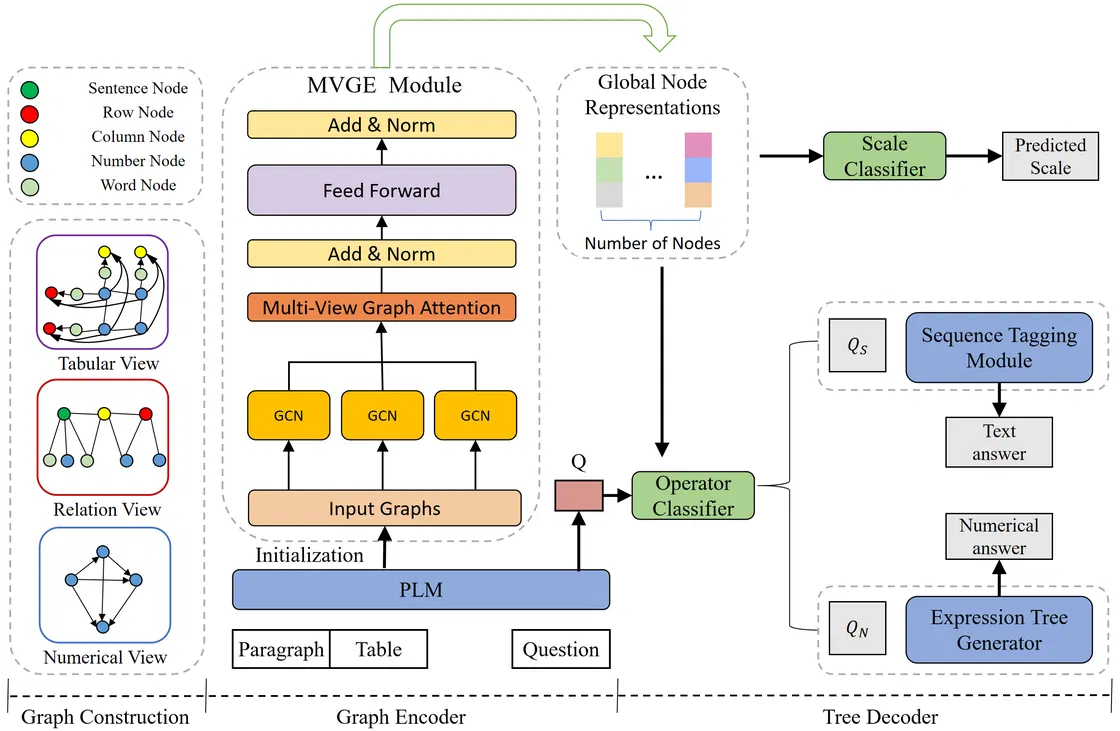 Sentence Node
Row Node
Column Node
Number Node
Word Node
Tabular View
Relation View
Numerical View
MVGE Module
Add & Norm
Feed Forward
Add & Norm
Multi-View Graph Attention
GCN GCN GCN
Input Graphs
Initialization
PLM
Paragraph Table
Question
Global Node
Representations
...
Number of Nodes
Scale
Classifier
Predicted
Scale
Q
Operator
Classifier
Q_S
Sequence Tagging
Module
Text
answer
Numerical
answer
Q_N
Expression Tree
Generator
Graph Construction
Graph Encoder
Tree Decoder